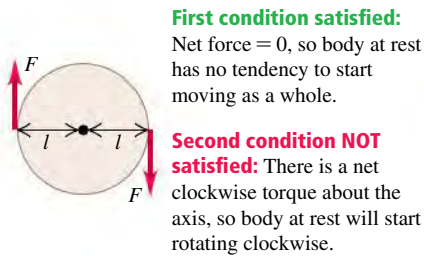 First condition satisfied:
Net force = 0, so body at rest
has no tendency to start
moving as a whole.
F
l
l
F
Second condition NOT
satisfied: There is a net
clockwise torque about the
axis, so body at rest will start
rotating clockwise.